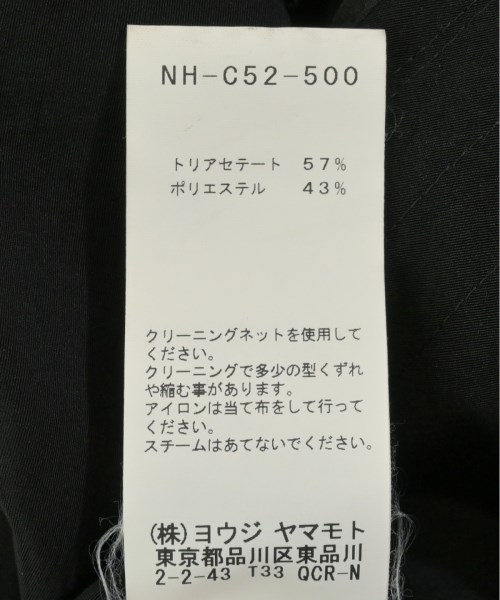 NH-C52-500
トリアセテート 57%
ポリエステル 43%
クリーニングネットを使用して
ください。
クリーニングで多少の型くずれ
や縮む事があります。
アイロンは当て布をして行って
ください。
スチームはあてないでください。
(株)ヨウジ ヤマモト
東京都品川区東品川
2-2-43 T33 QCR-N